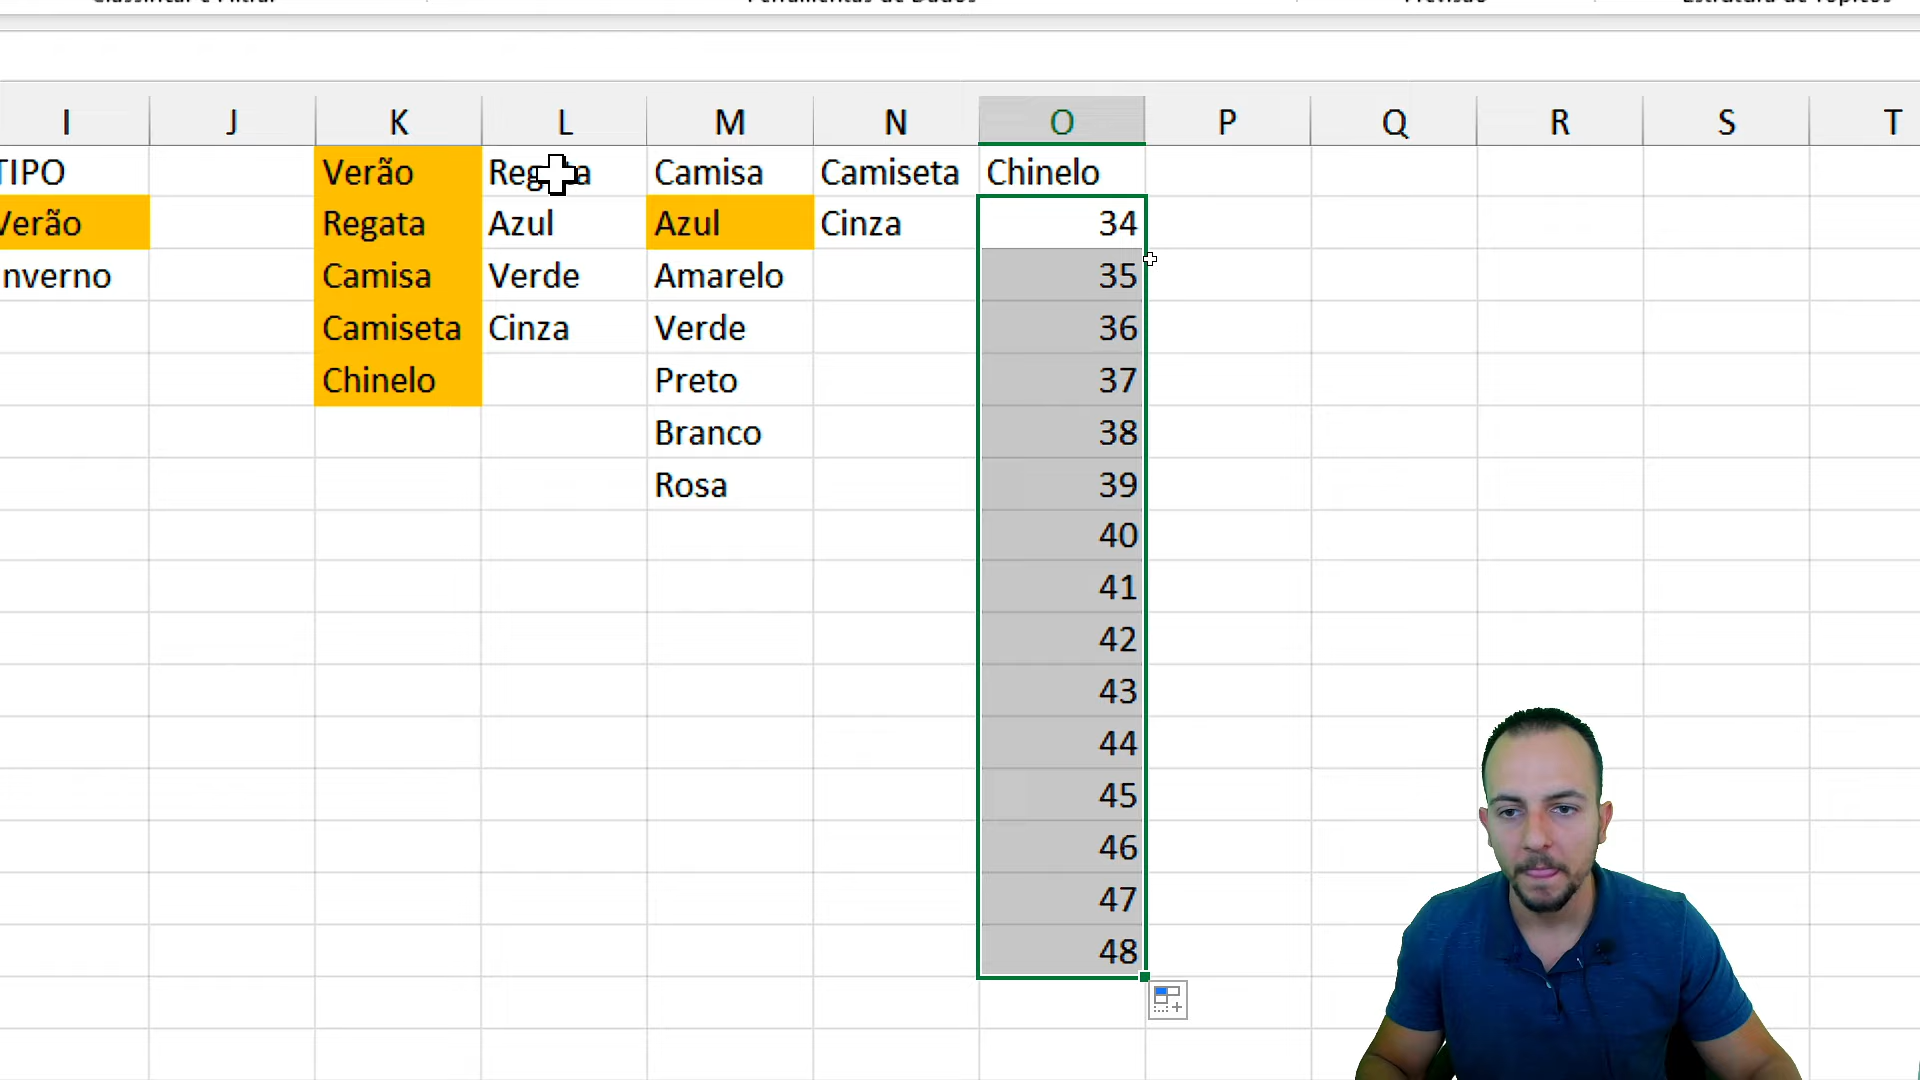 Classificar e Filtrar Ferramentas de Dados Previsão Estrutura de Tópicos
I J K L M N O P Q R S T
TIPO Verão Regata Camisa Camiseta Chinelo
Verão Regata Azul Azul Cinza 34
nverno Camisa Verde Amarelo 35
Camiseta Cinza Verde 36
Chinelo Preto 37
Branco 38
Rosa 39
40
41
42
43
44
45
46
47
48